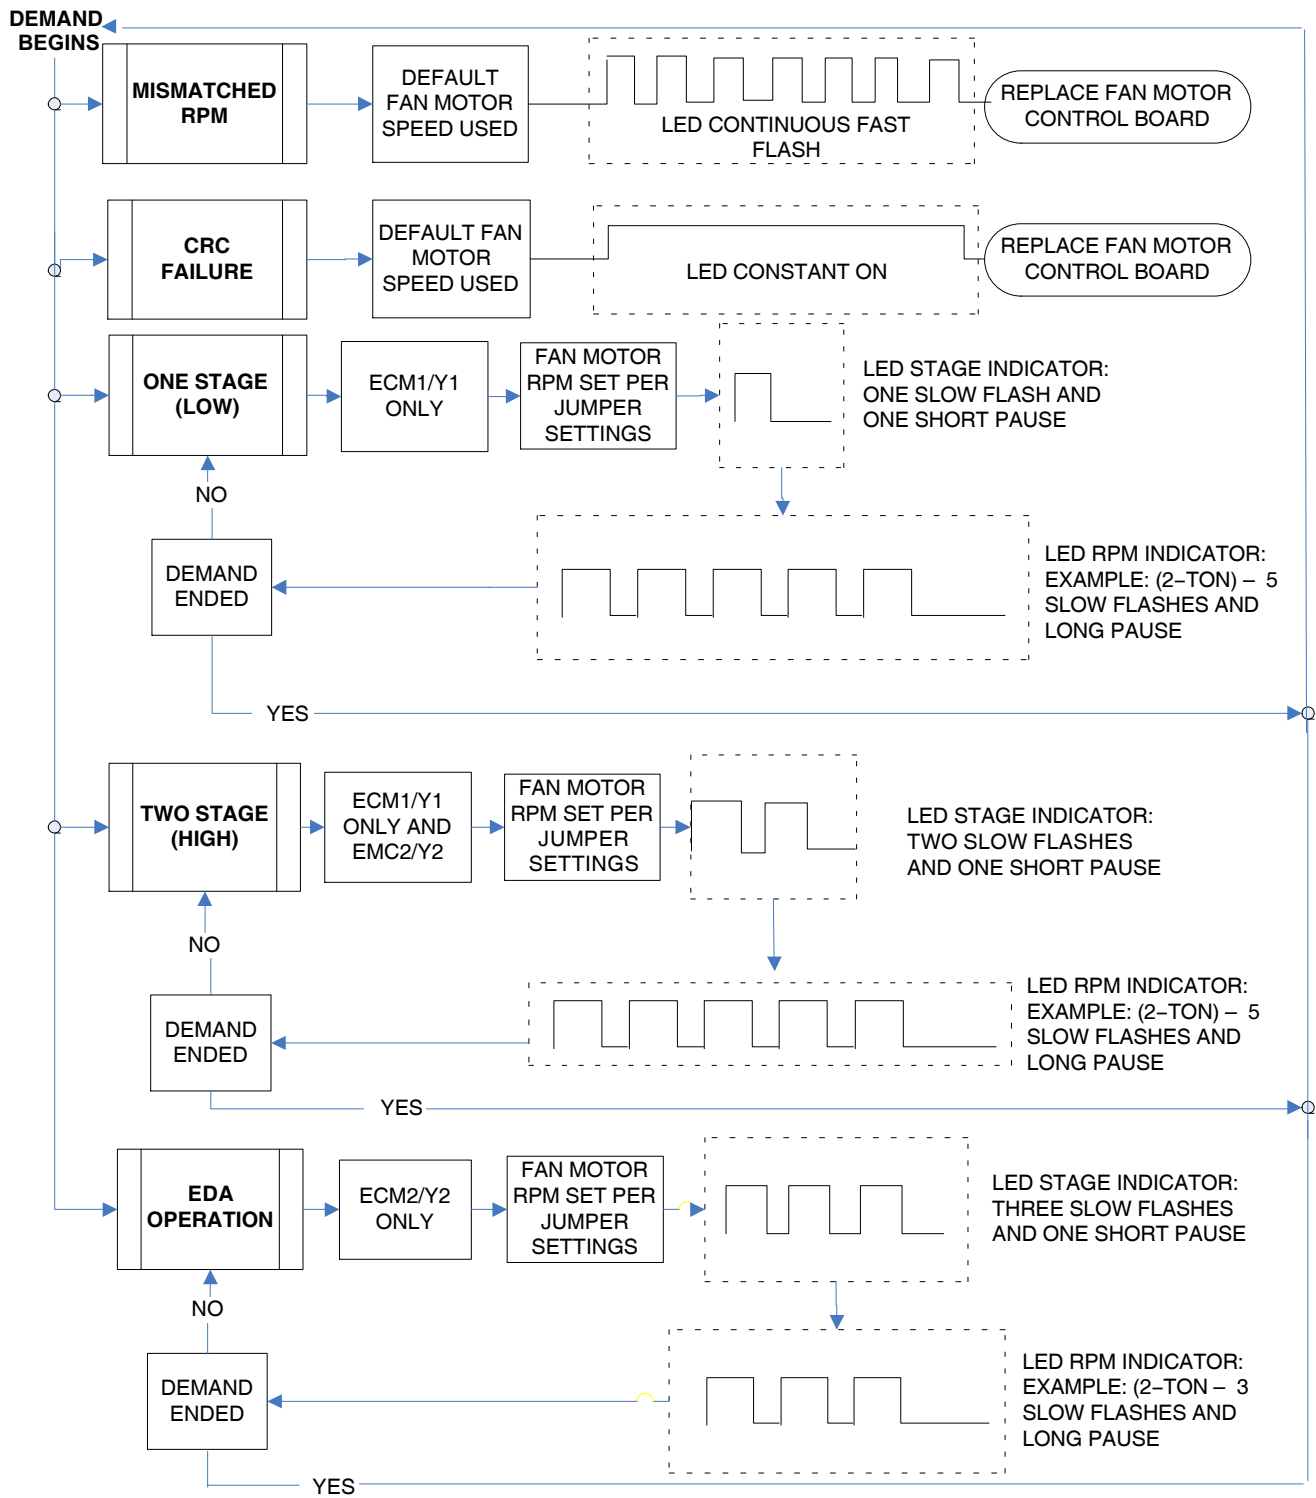 DEMAND
BEGINS
MISMATCHED
RPM
DEFAULT
FAN MOTOR
SPEED USED
LED CONTINUOUS FAST
FLASH
REPLACE FAN MOTOR
CONTROL BOARD
CRC
FAILURE
DEFAULT FAN
MOTOR
SPEED USED
LED CONSTANT ON
REPLACE FAN MOTOR
CONTROL BOARD
ONE STAGE
(LOW)
ECM1/Y1
ONLY
FAN MOTOR
RPM SET PER
JUMPER
SETTINGS
LED STAGE INDICATOR:
ONE SLOW FLASH AND
ONE SHORT PAUSE
NO
DEMAND
ENDED
LED RPM INDICATOR:
EXAMPLE: (2–TON) – 5
SLOW FLASHES AND
LONG PAUSE
YES
TWO STAGE
(HIGH)
ECM1/Y1
ONLY AND
EMC2/Y2
FAN MOTOR
RPM SET PER
JUMPER
SETTINGS
LED STAGE INDICATOR:
TWO SLOW FLASHES
AND ONE SHORT PAUSE
NO
DEMAND
ENDED
LED RPM INDICATOR:
EXAMPLE: (2–TON) – 5
SLOW FLASHES AND
LONG PAUSE
YES
EDA
OPERATION
ECM2/Y2
ONLY
FAN MOTOR
RPM SET PER
JUMPER
SETTINGS
LED STAGE INDICATOR:
THREE SLOW FLASHES
AND ONE SHORT PAUSE
NO
DEMAND
ENDED
LED RPM INDICATOR:
EXAMPLE: (2–TON – 3
SLOW FLASHES AND
LONG PAUSE
YES